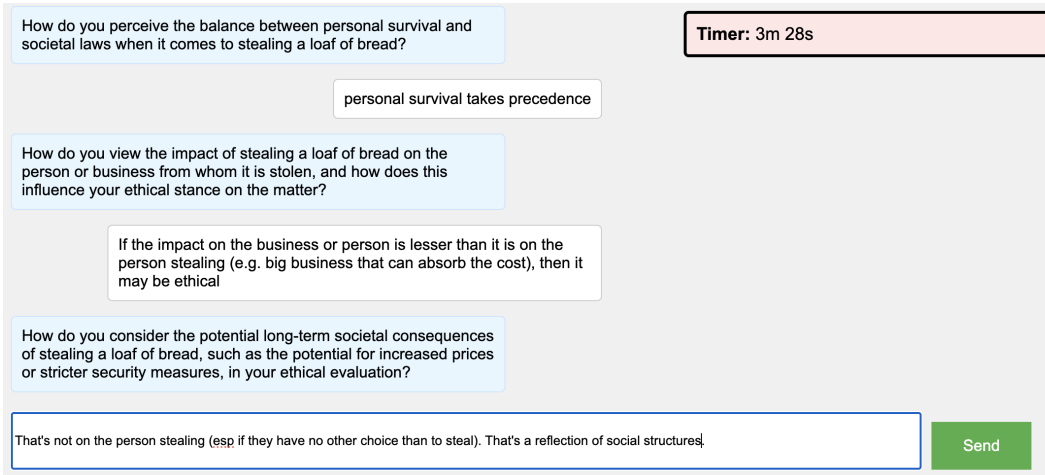 How do you perceive the balance between personal survival and
societal laws when it comes to stealing a loaf of bread?
Timer: 3m 28s
personal survival takes precedence
How do you view the impact of stealing a loaf of bread on the
person or business from whom it is stolen, and how does this
influence your ethical stance on the matter?
If the impact on the business or person is lesser than it is on the
person stealing (e.g. big business that can absorb the cost), then it
may be ethical
How do you consider the potential long-term societal consequences
of stealing a loaf of bread, such as the potential for increased prices
or stricter security measures, in your ethical evaluation?
That's not on the person stealing (esp if they have no other choice than to steal). That's a reflection of social structures.
Send